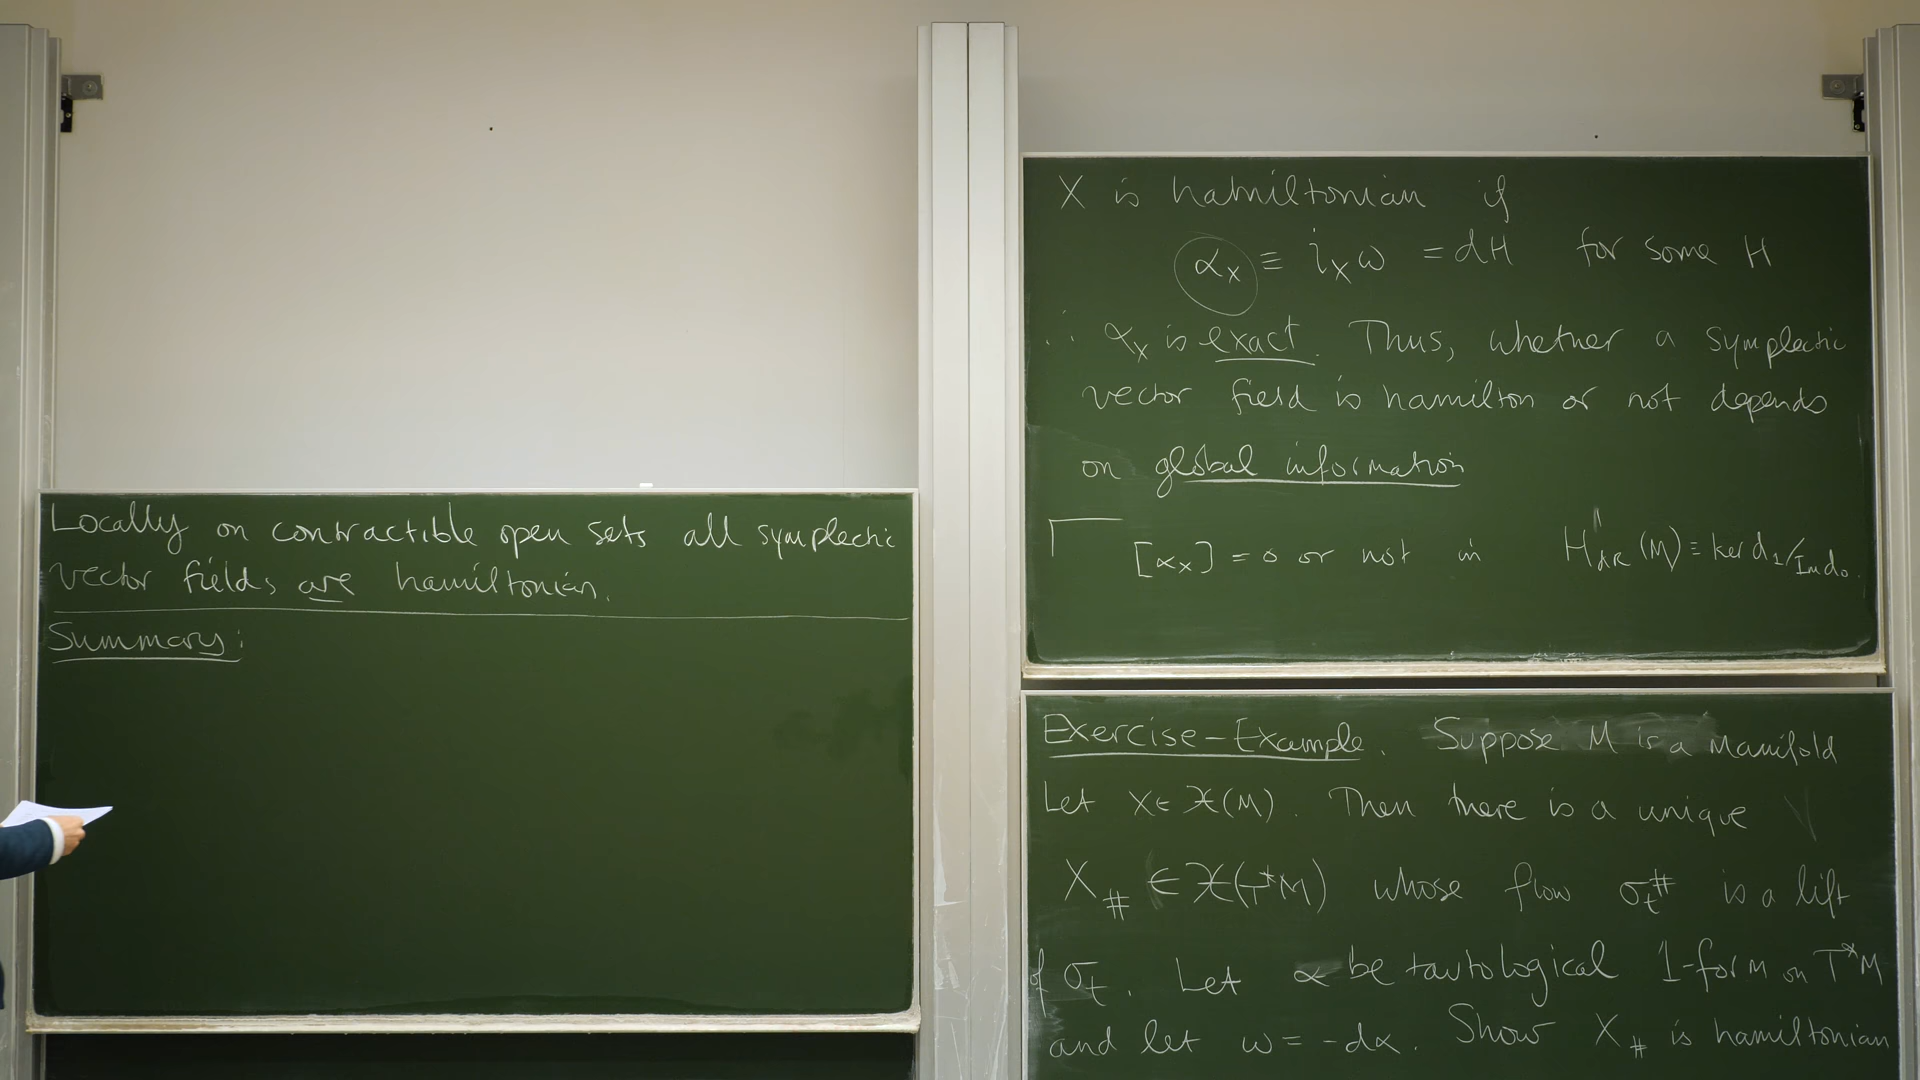 Locally on contractible open sets all symplectic
vector fields are hamiltonian.
Summary:
X is hamiltonian if
α_X ≡ i_X ω = dH for some H
∴ α_X is exact. Thus, whether a symplectic
vector field is hamilton or not depends
on global information
[α_X] = 0 or not in H¹_dR (M) ≡ ker d_1/Im d_0.
Exercise-Example. Suppose M is a manifold
Let X ∈ 𝔛(M). Then there is a unique
X_# ∈ 𝔛(T*M) whose flow σ_t^# is a lift
of σ_t. Let α be tautological 1-form on T*M
and let ω = -dα. Show X_# is hamiltonian